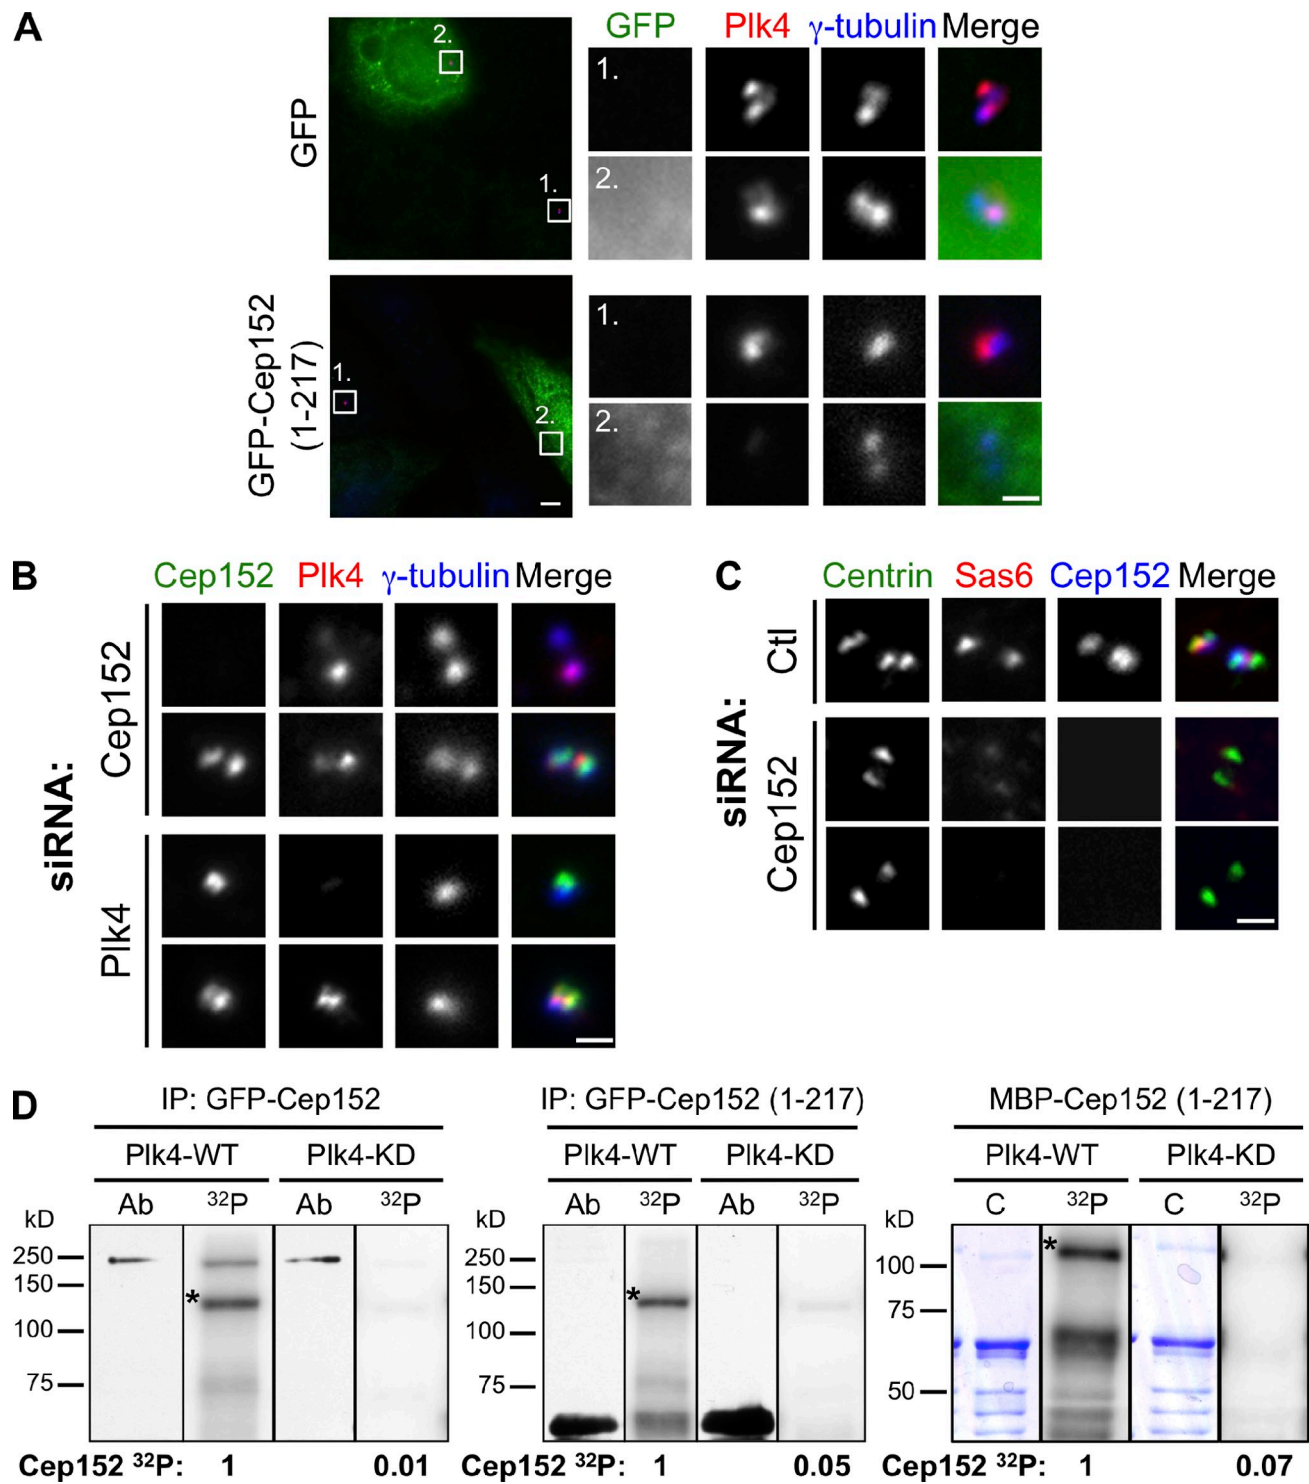 A
GFP Plk4 γ-tubulin Merge
GFP
2.
1.
1.
2.
GFP-Cep152
(1-217)
1.
2.
1.
2.
B
Cep152 Plk4 γ-tubulin Merge
siRNA:
Cep152
Plk4
C
Centrin Sas6 Cep152 Merge
siRNA:
Ctl
Cep152
D
IP: GFP-Cep152
Plk4-WT Plk4-KD
Ab 32P Ab 32P
kD
250
150
100
75
*
Cep152 32P: 1 0.01
IP: GFP-Cep152 (1-217)
Plk4-WT Plk4-KD
Ab 32P Ab 32P
kD
250
150
100
75
*
Cep152 32P: 1 0.05
MBP-Cep152 (1-217)
Plk4-WT Plk4-KD
C 32P C 32P
kD
100
75
50
*
Cep152 32P: 1 0.07